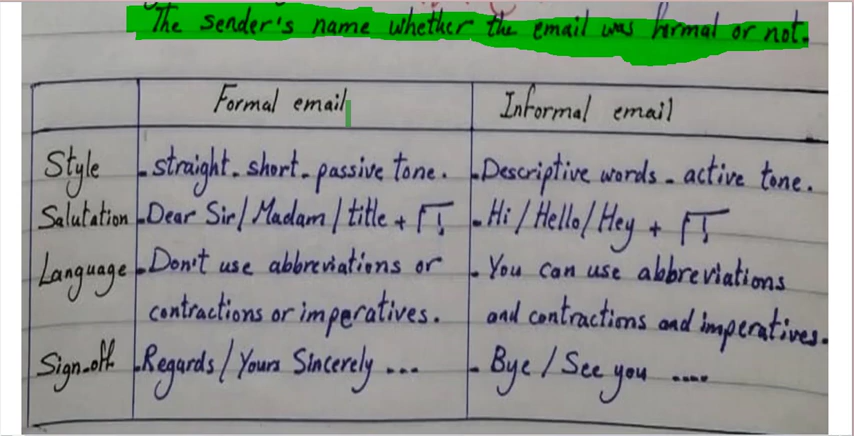 The sender's name whether the email was formal or not.
Formal email
Informal email
Style
- straight - short - passive tone.
- Descriptive words - active tone.
Salutation
- Dear Sir / Madam / title +
- Hi / Hello / Hey +
Language
- Don't use abbreviations or
contractions or imperatives.
- You can use abbreviations
and contractions and imperatives.
Sign-off
- Regards / Yours Sincerely ...
- Bye / See you ....